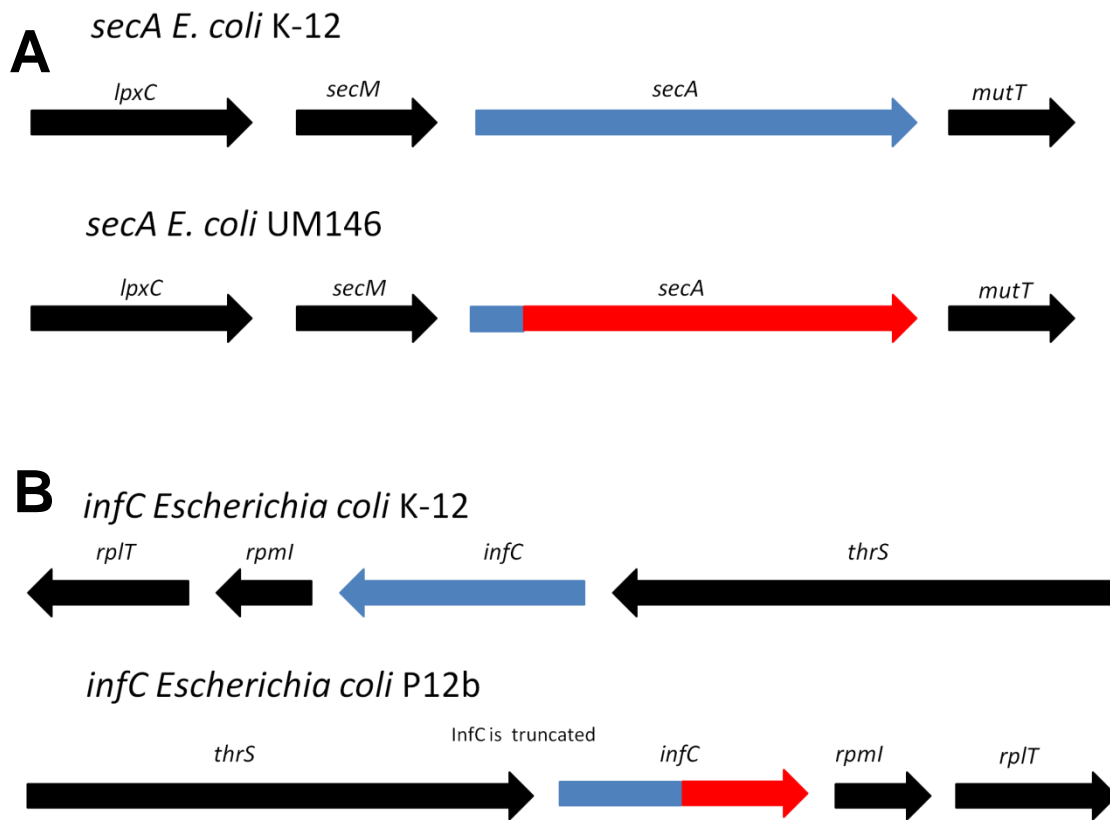 A
secA E. coli K-12
lpxC secM secA mutT
secA E. coli UM146
lpxC secM secA mutT
B
infC Escherichia coli K-12
rplT rpmI infC thrS
infC Escherichia coli P12b
InfC is truncated
thrS infC rpmI rplT